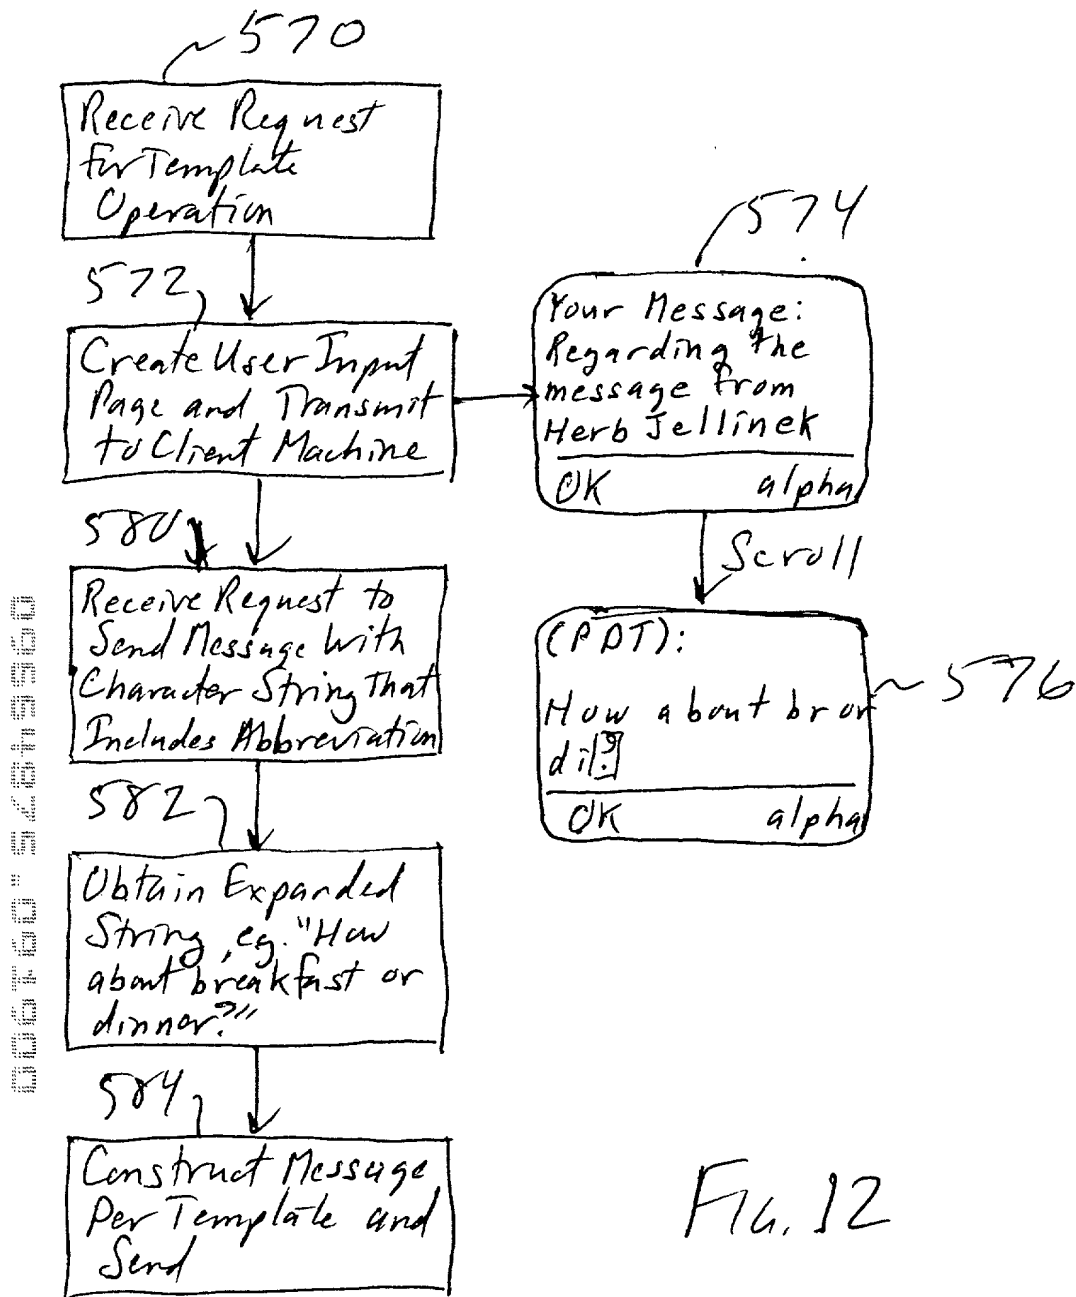 570
Receive Request
for Template
Operation
572
Create User Input
Page and Transmit
to Client Machine
574
Your Message:
Regarding the
message from
Herb Jellinek
OK alpha
Scroll
(PDT):
How about br or
di?
OK alpha
576
580
Receive Request to
Send Message with
Character String That
Includes Abbreviation
582
Obtain Expanded
String, eg. "How
about breakfast or
dinner?"
584
Construct Message
Per Template and
Send
FIG. 12